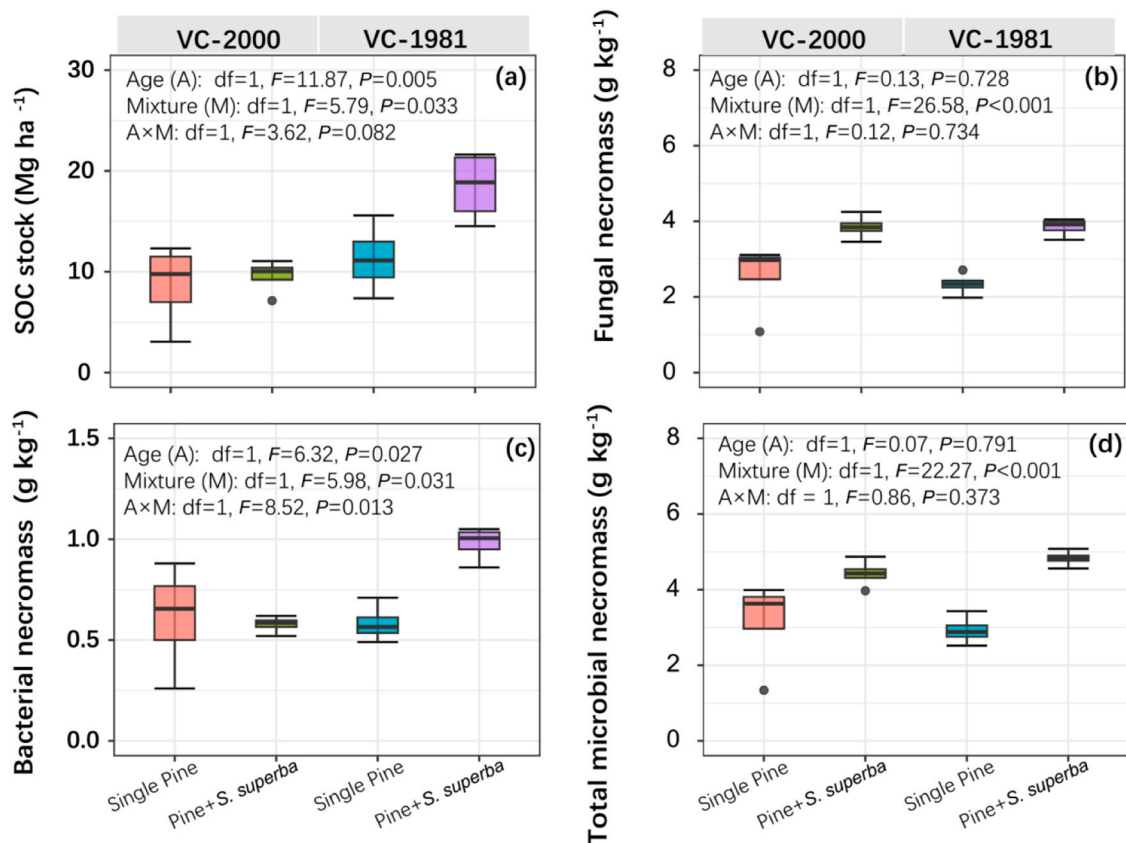 VC-2000 VC-1981
VC-2000 VC-1981
SOC stock (Mg ha -1)
30
20
10
0
(a)
Age (A): df=1, F=11.87, P=0.005
Mixture (M): df=1, F=5.79, P=0.033
A×M: df=1, F=3.62, P=0.082
Fungal necromass (g kg-1)
8
6
4
2
0
(b)
Age (A): df=1, F=0.13, P=0.728
Mixture (M): df=1, F=26.58, P<0.001
A×M: df=1, F=0.12, P=0.734
Bacterial necromass (g kg-1)
1.5
1.0
0.5
0.0
(c)
Age (A): df=1, F=6.32, P=0.027
Mixture (M): df=1, F=5.98, P=0.031
A×M: df=1, F=8.52, P=0.013
Single Pine
Pine+S. superba
Single Pine
Pine+S. superba
Total microbial necromass (g kg-1)
8
6
4
2
0
(d)
Age (A): df=1, F=0.07, P=0.791
Mixture (M): df=1, F=22.27, P<0.001
A×M: df = 1, F=0.86, P=0.373
Single Pine
Pine+S. superba
Single Pine
Pine+S. superba